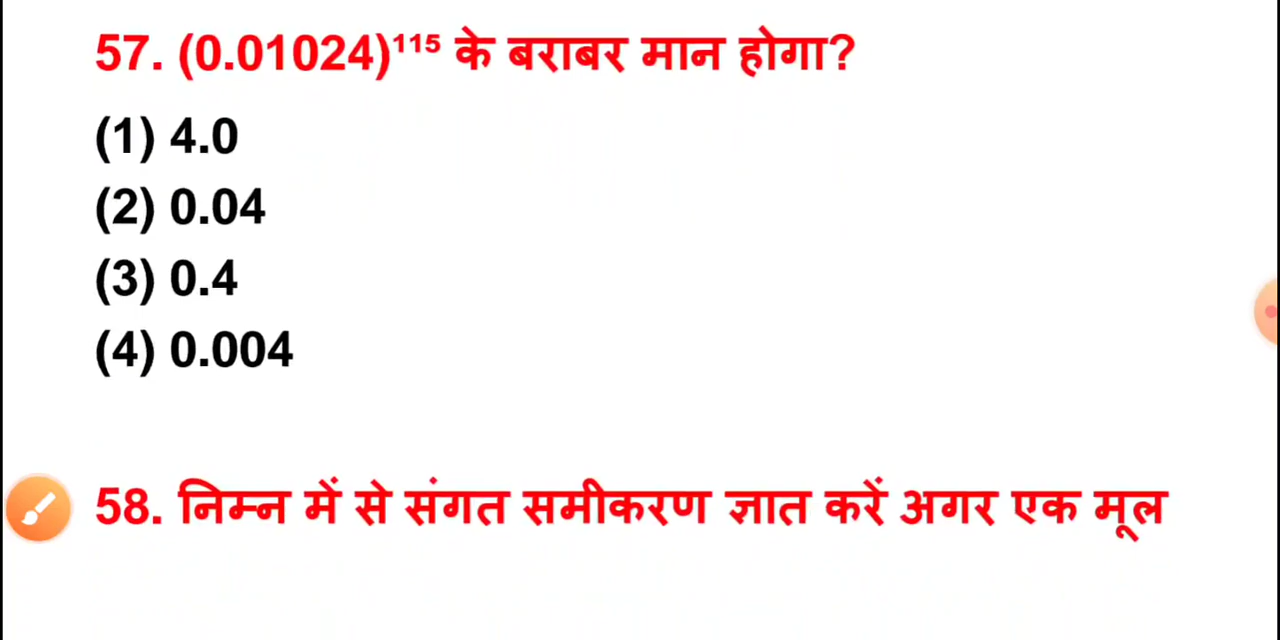 57. (0.01024)¹¹⁵ के बराबर मान होगा?
(1) 4.0
(2) 0.04
(3) 0.4
(4) 0.004
58. निम्न में से संगत समीकरण ज्ञात करें अगर एक मूल